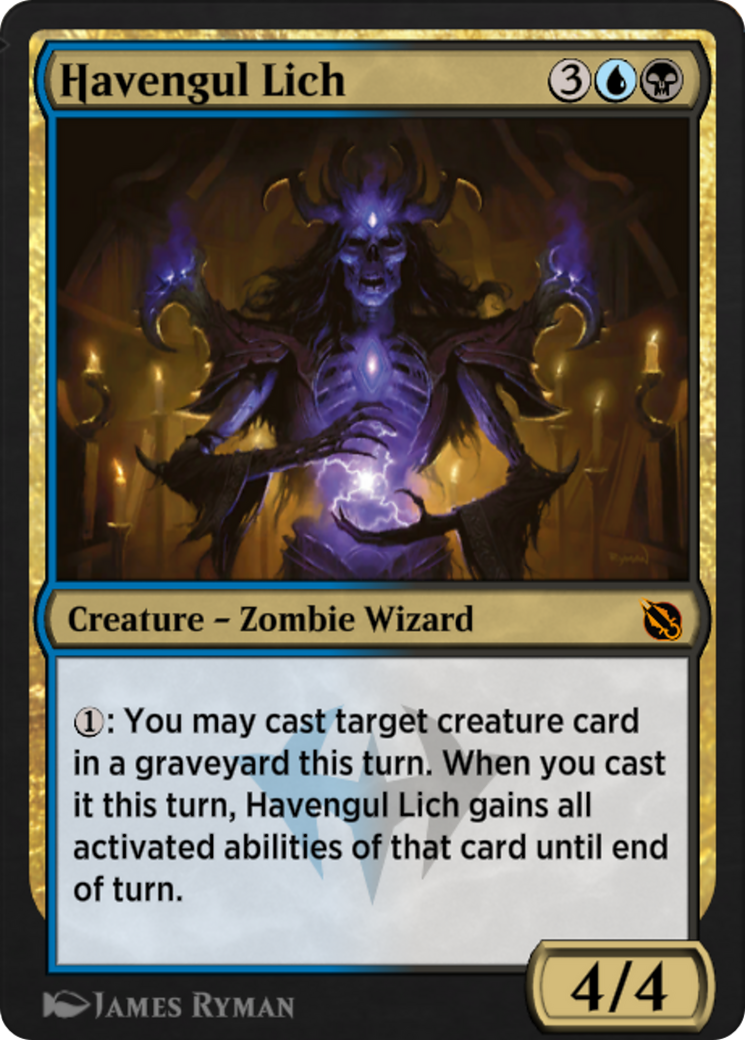 Havengul Lich 3
Creature – Zombie Wizard
1: You may cast target creature card
in a graveyard this turn. When you cast
it this turn, Havengul Lich gains all
activated abilities of that card until end
of turn.
4/4
James Ryman